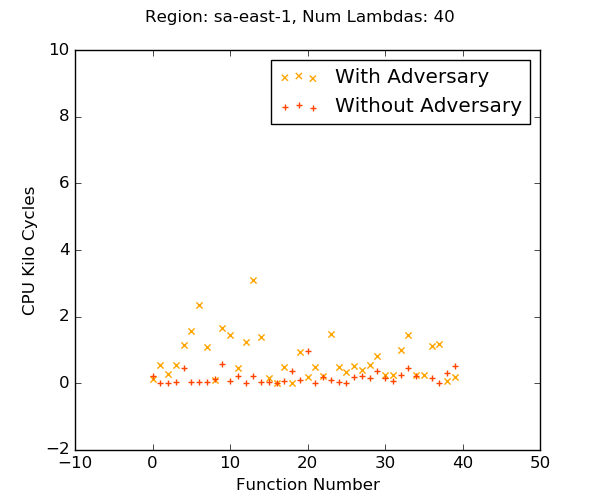 Region: sa-east-1, Num Lambdas: 40
10
With Adversary
Without Adversary
8
6
4
2
0
−2
CPU Kilo Cycles
−10
0
10
20
30
40
50
Function Number